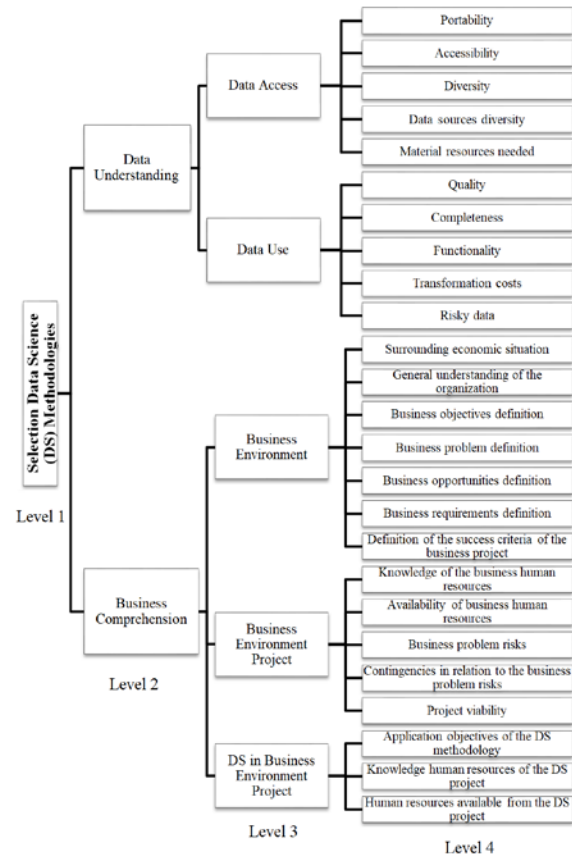 Selection Data Science
(DS) Methodologies
Level 1
Data
Understanding
Business
Comprehension
Level 2
Data Access
Data Use
Business
Environment
Business
Environment
Project
DS in Business
Environment
Project
Level 3
Portability
Accessibility
Diversity
Data sources diversity
Material resources needed
Quality
Completeness
Functionality
Transformation costs
Risky data
Surrounding economic situation
General understanding of the
organization
Business objectives definition
Business problem definition
Business opportunities definition
Business requirements definition
Definition of the success criteria of the
business project
Knowledge of the business human
resources
Availability of business human
resources
Business problem risks
Contingencies in relation to the business
problem risks
Project viability
Application objectives of the DS
methodology
Knowledge human resources of the DS
project
Human resources available from the DS
project
Level 4